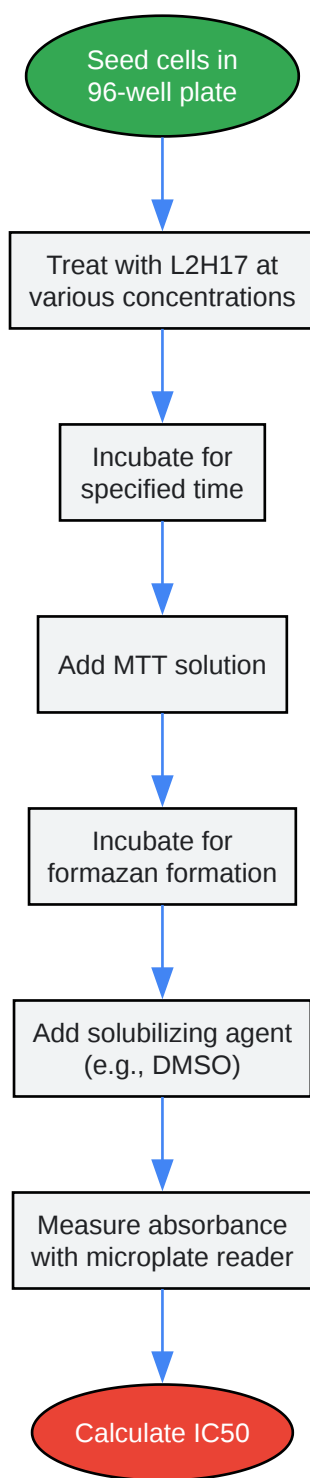 Seed cells in
96-well plate
Treat with L2H17 at
various concentrations
Incubate for
specified time
Add MTT solution
Incubate for
formazan formation
Add solubilizing agent
(e.g., DMSO)
Measure absorbance
with microplate reader
Calculate IC50